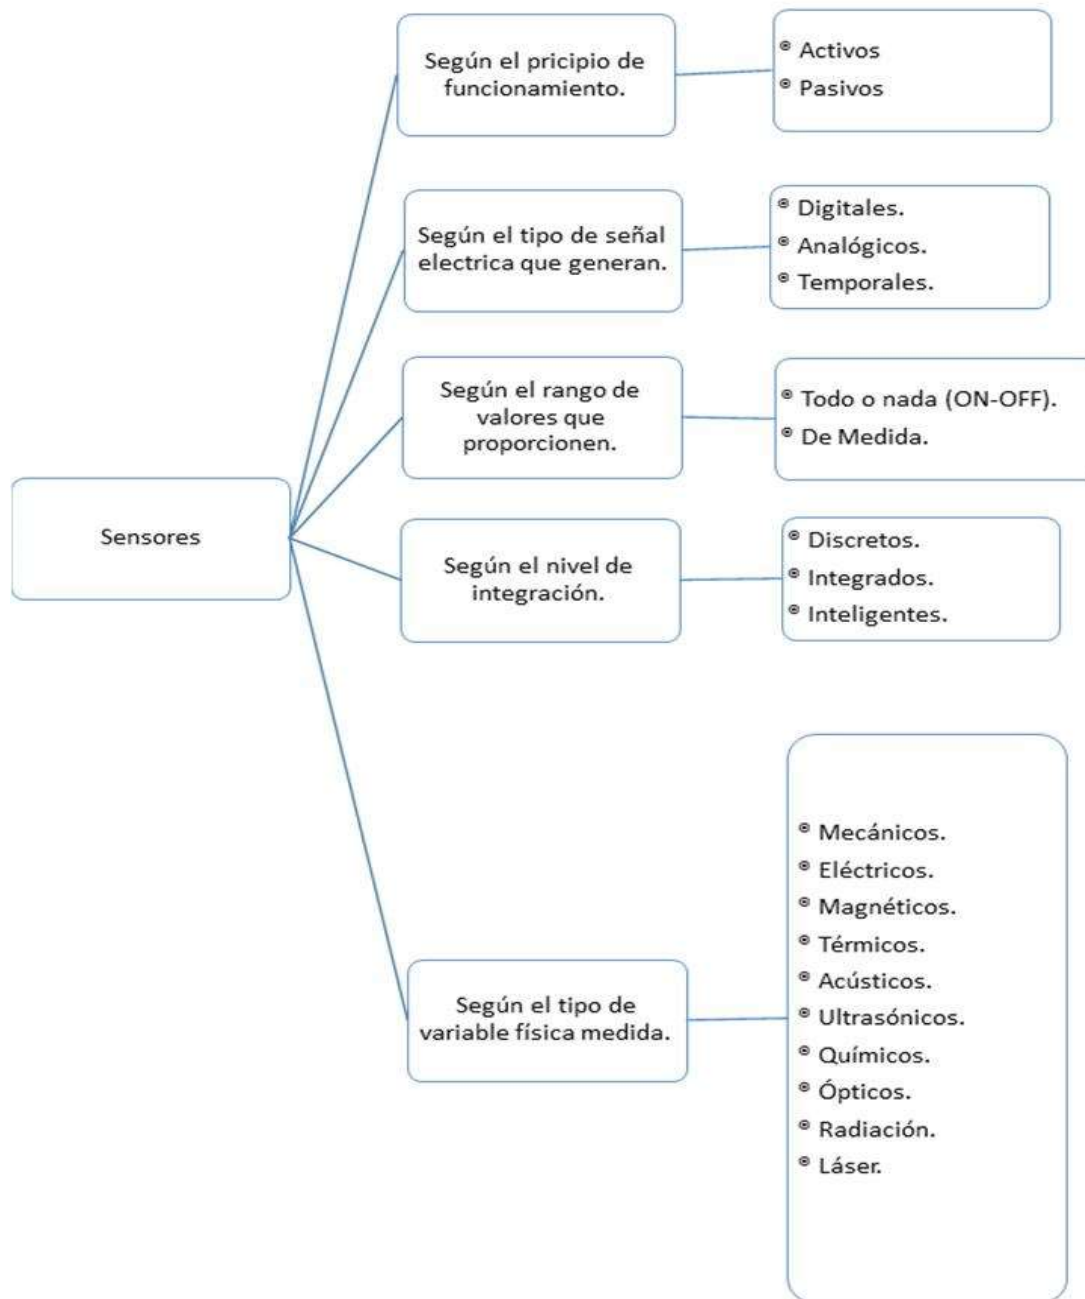 Según el pricipio de
funcionamiento.
® Activos
® Pasivos
Según el tipo de señal
electrica que generan.
® Digitales.
® Analógicos.
® Temporales.
Según el rango de
valores que
proporcionen.
® Todo o nada (ON-OFF).
® De Medida.
Sensores
Según el nivel de
integración.
® Discretos.
® Integrados.
® Inteligentes.
Según el tipo de
variable física medida.
® Mecánicos.
® Eléctricos.
® Magnéticos.
® Térmicos.
® Acústicos.
® Ultrasónicos.
® Químicos.
® Ópticos.
® Radiación.
® Láser.